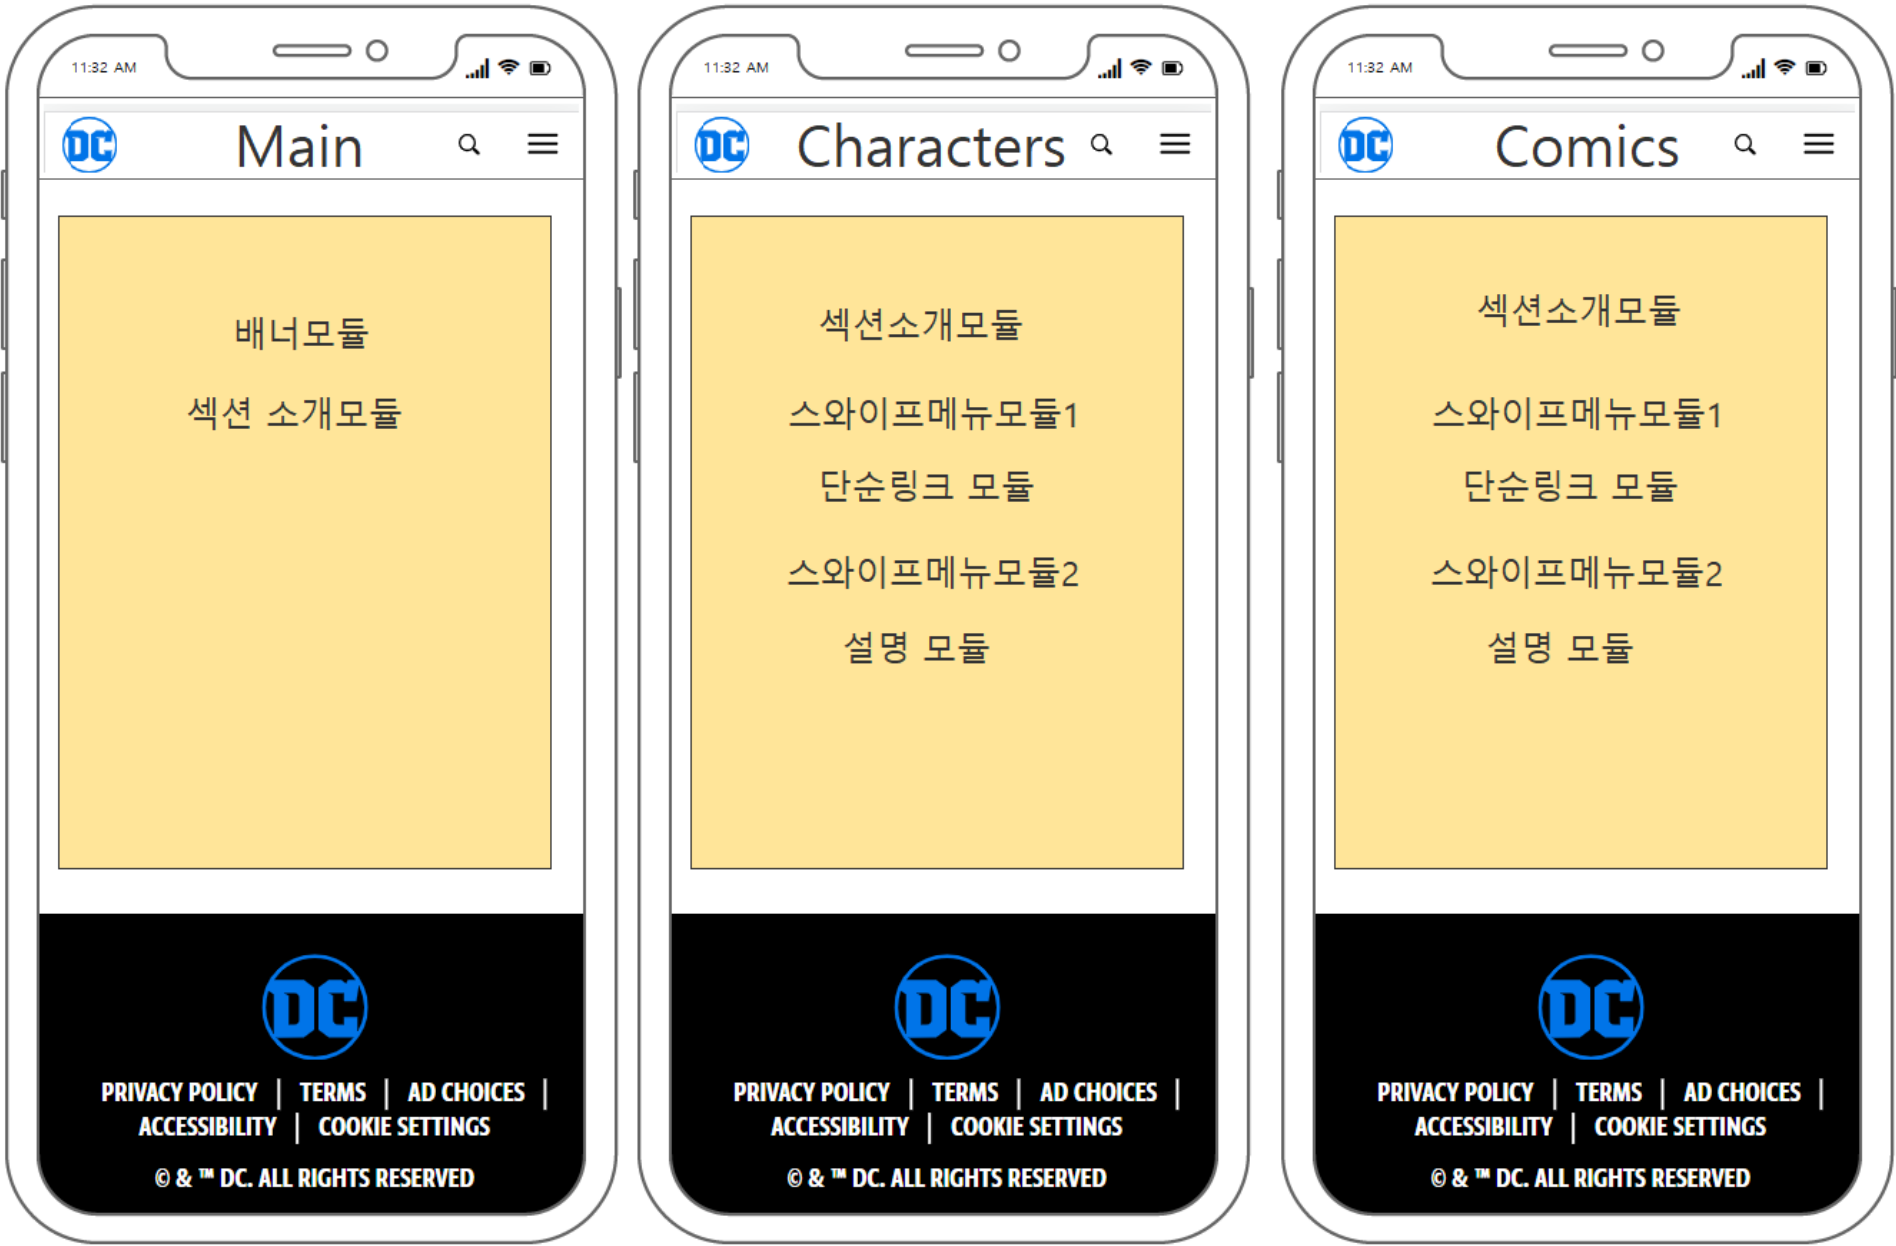 11:32 AM
DC
Main
배너모듈
섹션 소개모듈
DC
PRIVACY POLICY | TERMS | AD CHOICES |
ACCESSIBILITY | COOKIE SETTINGS
© & ™ DC. ALL RIGHTS RESERVED
11:32 AM
DC
Characters
섹션소개모듈
스와이프메뉴모듈1
단순링크 모듈
스와이프메뉴모듈2
설명 모듈
DC
PRIVACY POLICY | TERMS | AD CHOICES |
ACCESSIBILITY | COOKIE SETTINGS
© & ™ DC. ALL RIGHTS RESERVED
11:32 AM
DC
Comics
섹션소개모듈
스와이프메뉴모듈1
단순링크 모듈
스와이프메뉴모듈2
설명 모듈
DC
PRIVACY POLICY | TERMS | AD CHOICES |
ACCESSIBILITY | COOKIE SETTINGS
© & ™ DC. ALL RIGHTS RESERVED